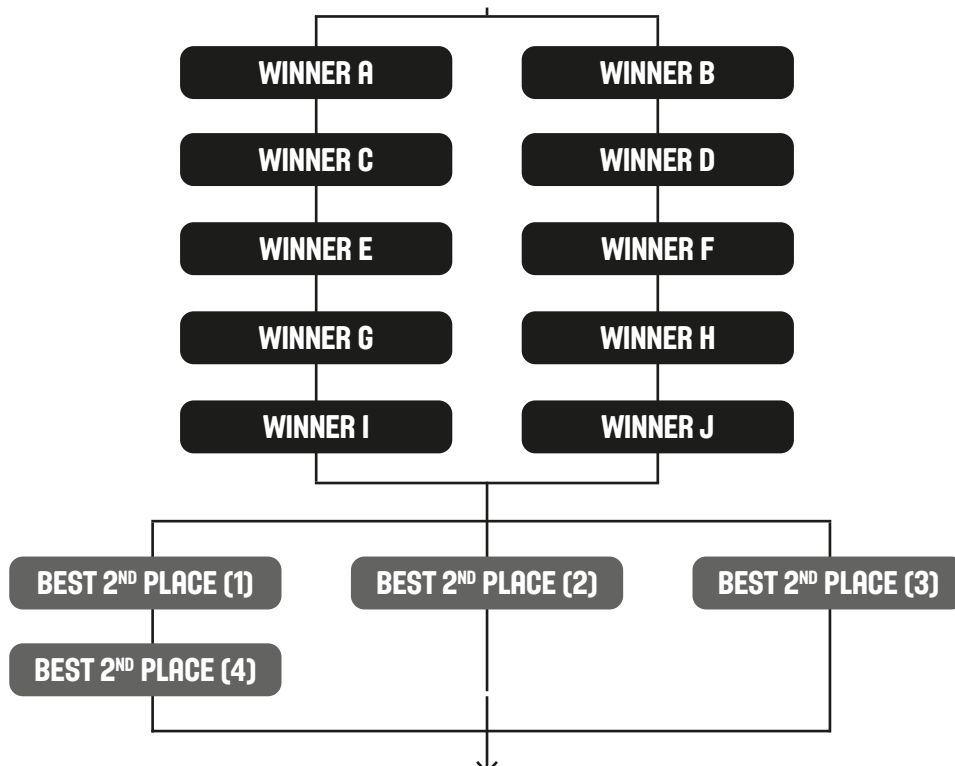 WINNER A
WINNER B
WINNER C
WINNER D
WINNER E
WINNER F
WINNER G
WINNER H
WINNER I
WINNER J
BEST 2ND PLACE (1)
BEST 2ND PLACE (2)
BEST 2ND PLACE (3)
BEST 2ND PLACE (4)